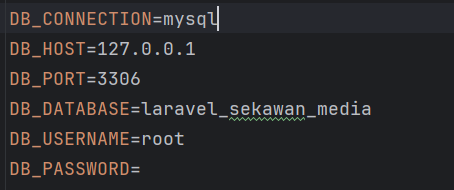 DB_CONNECTION=mysql
DB_HOST=127.0.0.1
DB_PORT=3306
DB_DATABASE=laravel_sekawan_media
DB_USERNAME=root
DB_PASSWORD=